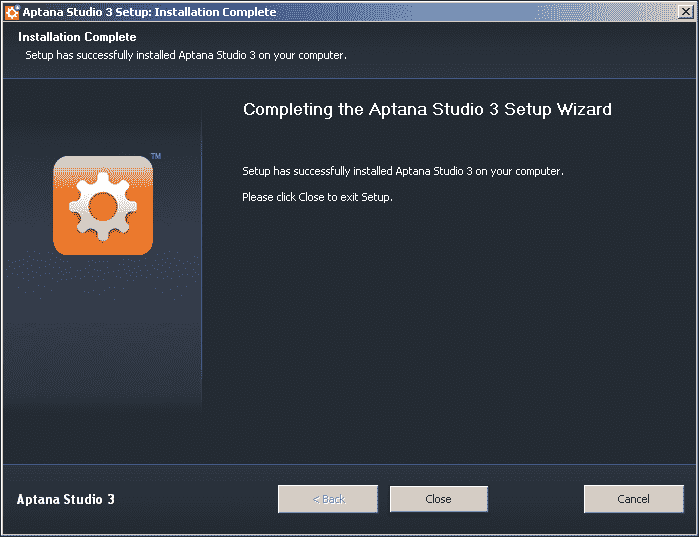 Aptana Studio 3 Setup: Installation Complete
Installation Complete
Setup has successfully installed Aptana Studio 3 on your computer.
Completing the Aptana Studio 3 Setup Wizard
TM
Setup has successfully installed Aptana Studio 3 on your computer.
Please click Close to exit Setup.
Aptana Studio 3
< Back
Close
Cancel